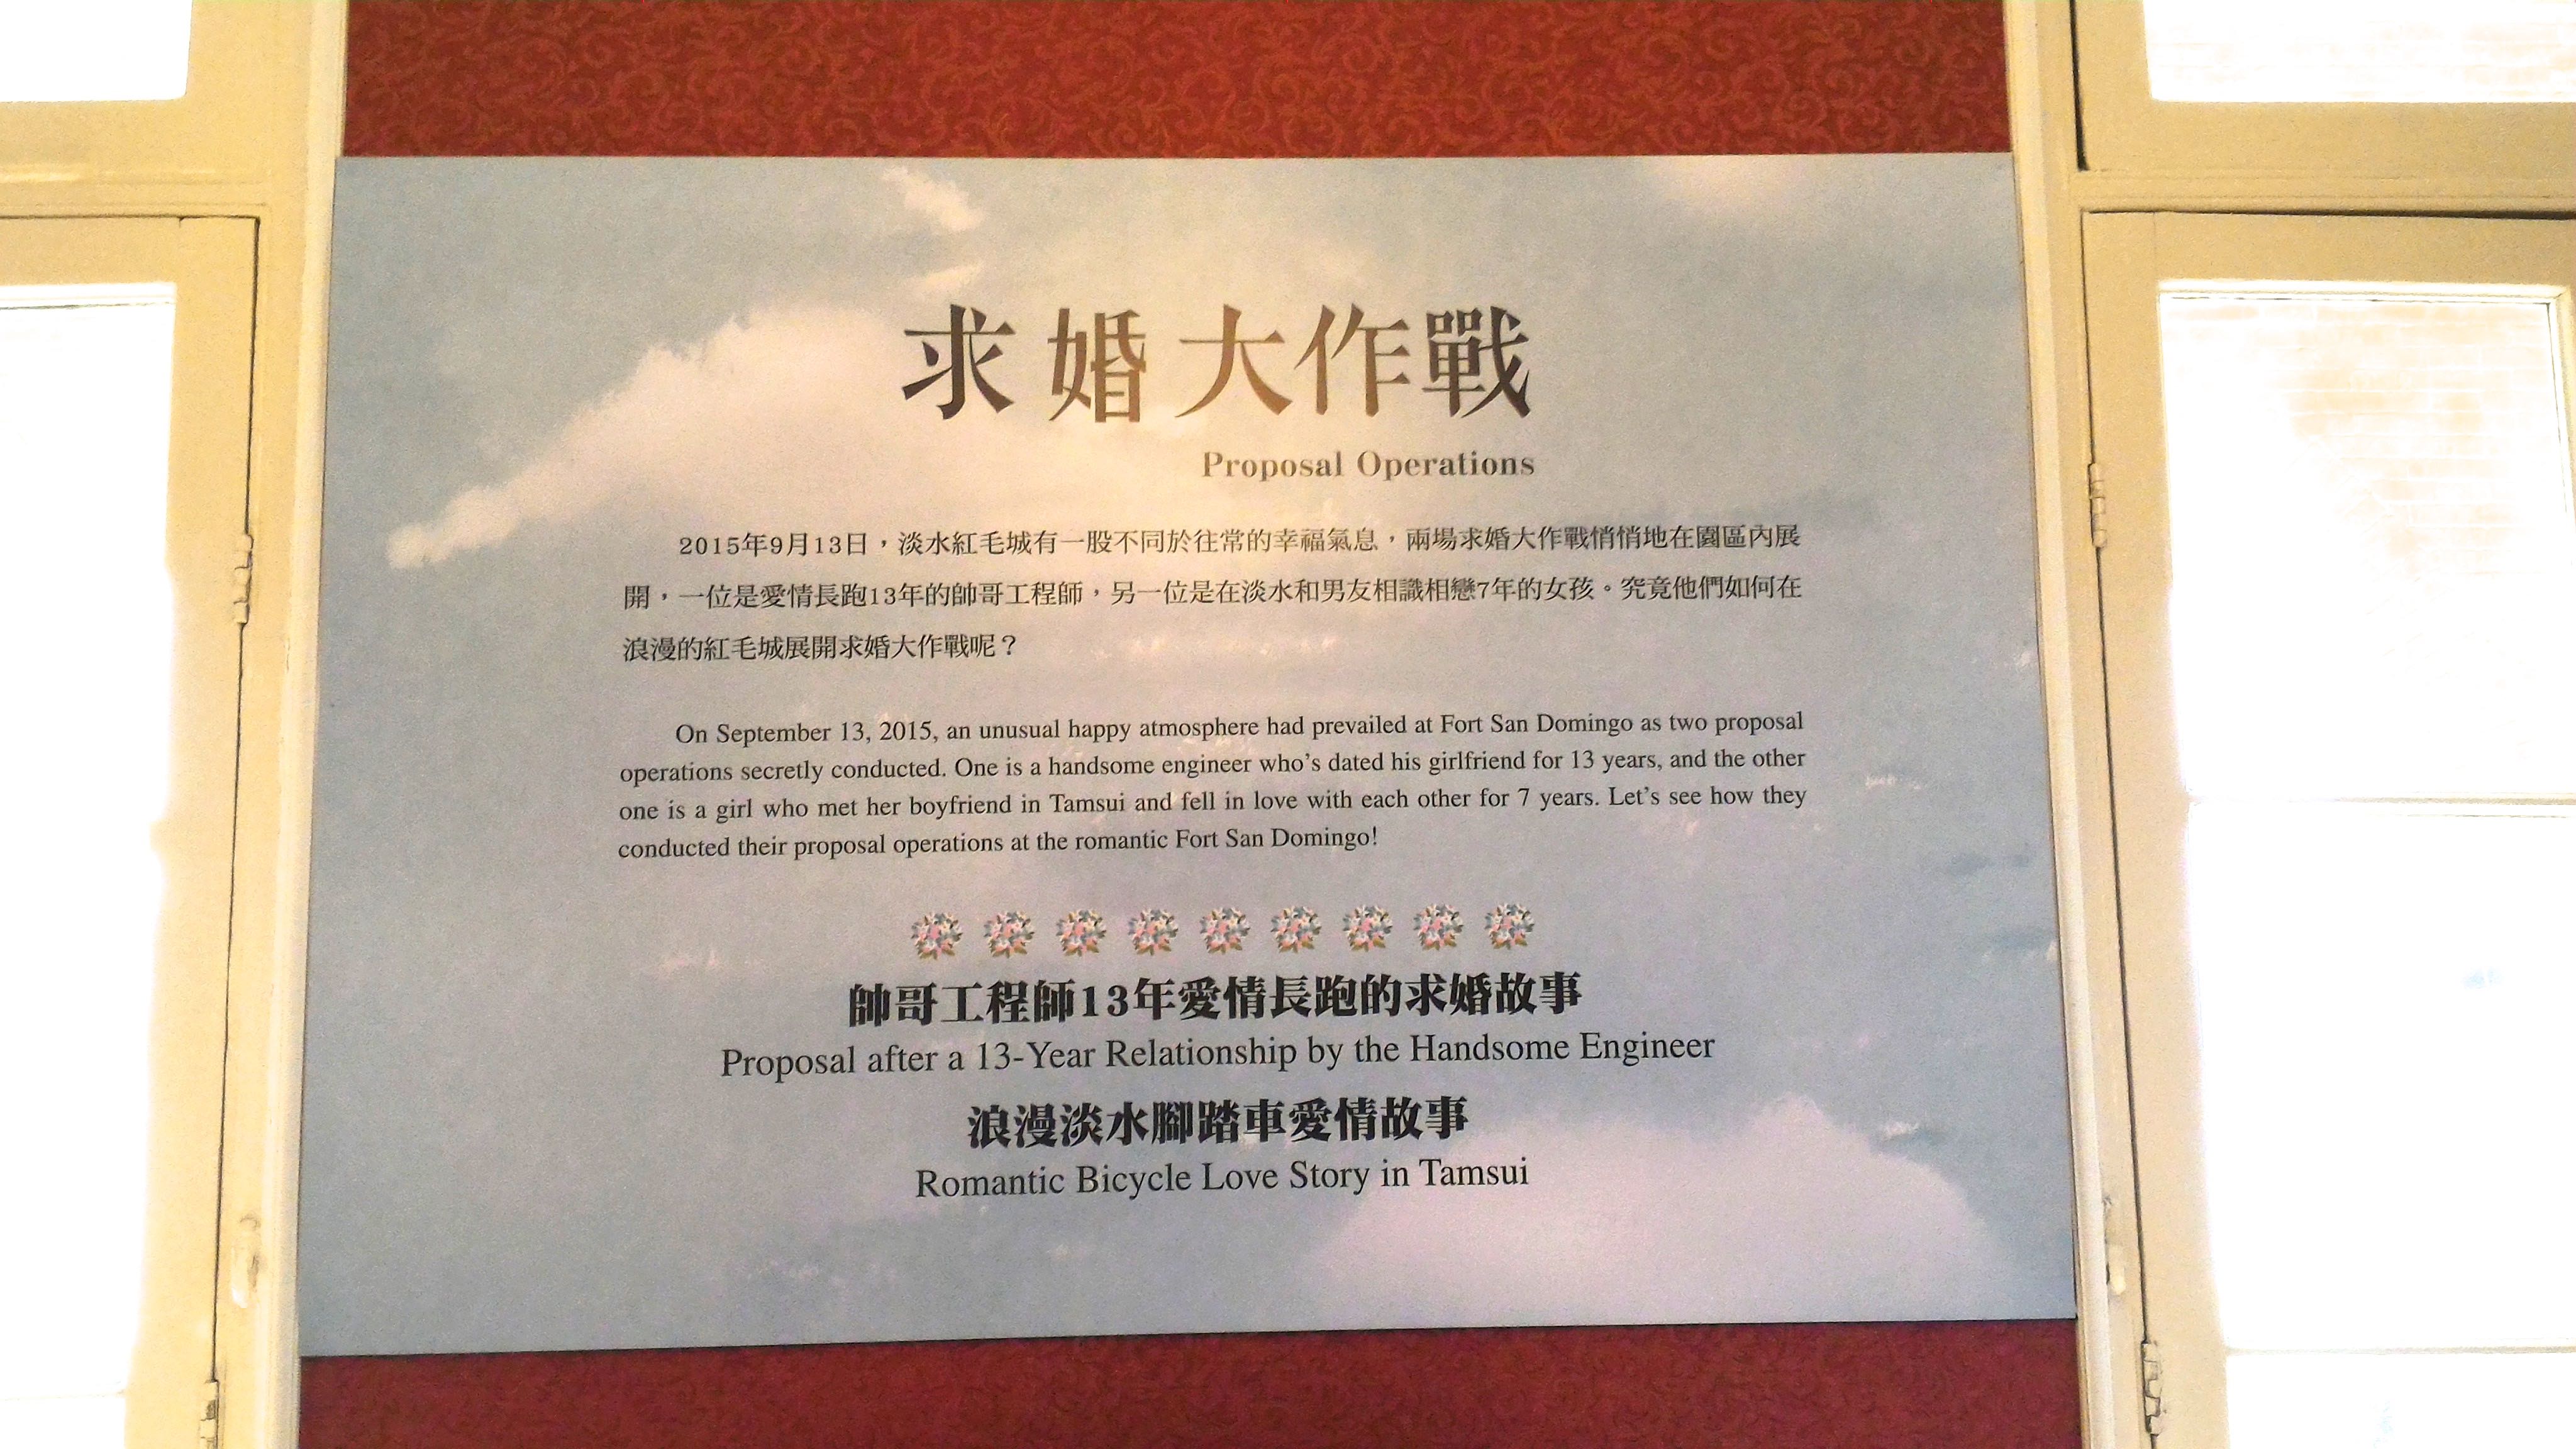 求婚大作戰
Proposal Operations
2015年9月13日，淡水紅毛城有一股不同於往常的幸福氣息，兩場求婚大作戰悄悄地在園區內展
開，一位是愛情長跑13年的帥哥工程師，另一位是在淡水和男友相識相戀7年的女孩。究竟他們如何在
浪漫的紅毛城展開求婚大作戰呢？
On September 13, 2015, an unusual happy atmosphere had prevailed at Fort San Domingo as two proposal
operations secretly conducted. One is a handsome engineer who's dated his girlfriend for 13 years, and the other
one is a girl who met her boyfriend in Tamsui and fell in love with each other for 7 years. Let's see how they
conducted their proposal operations at the romantic Fort San Domingo!
帥哥工程師13年愛情長跑的求婚故事
Proposal after a 13-Year Relationship by the Handsome Engineer
浪漫淡水腳踏車愛情故事
Romantic Bicycle Love Story in Tamsui